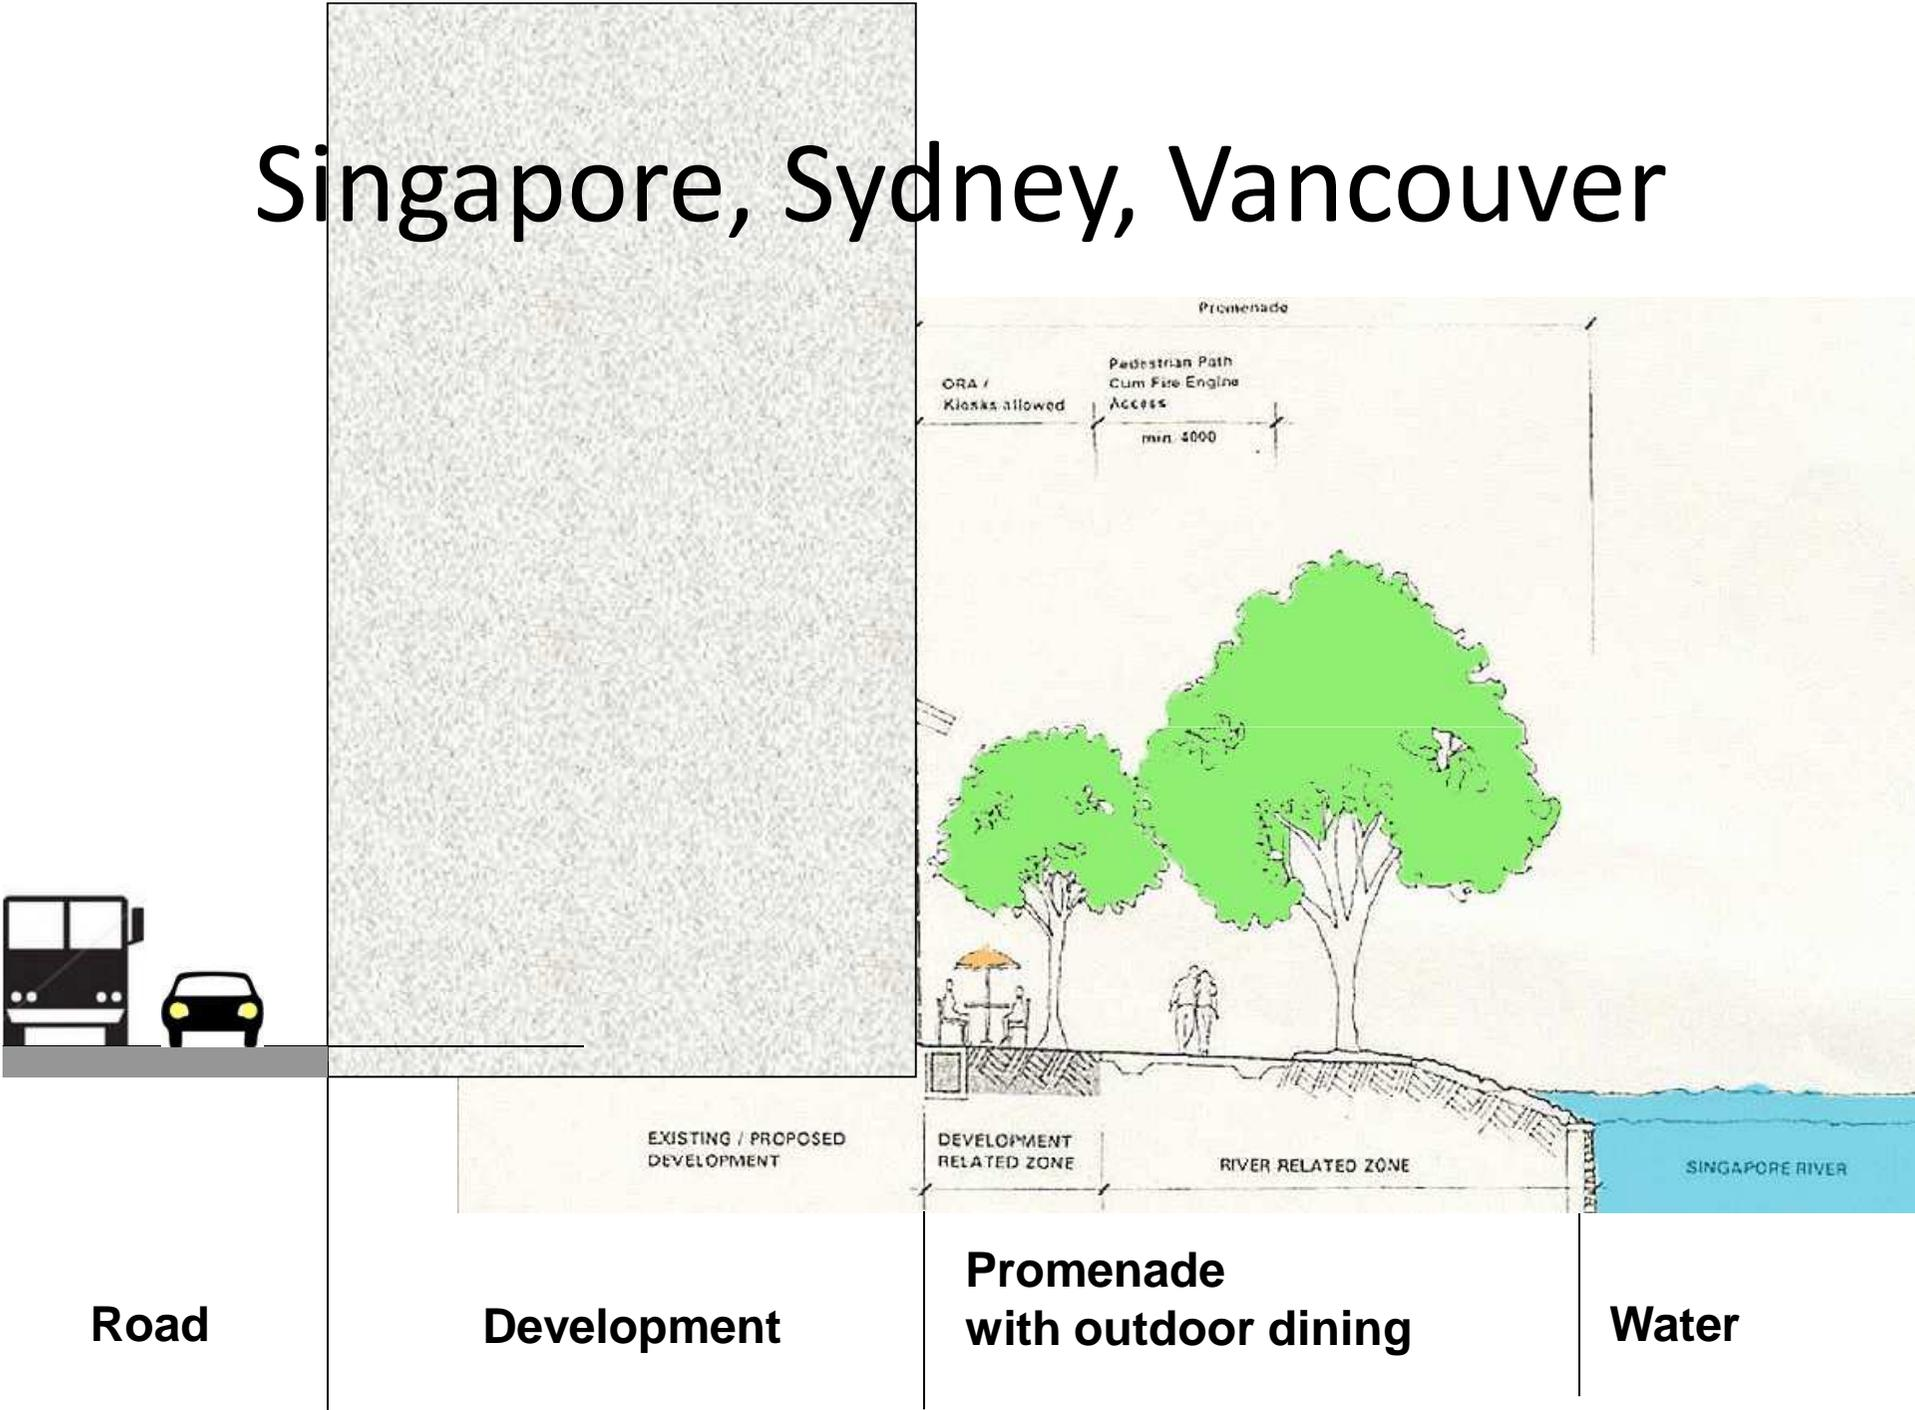 Singapore, Sydney, Vancouver
Promenade
ORA /
Kiosks allowed
Pedestrian Path
Cum Fire Engine
Access
min. 4000
EXISTING / PROPOSED
DEVELOPMENT
DEVELOPMENT
RELATED ZONE
RIVER RELATED ZONE
SINGAPORE RIVER
Road
Development
Promenade
with outdoor dining
Water